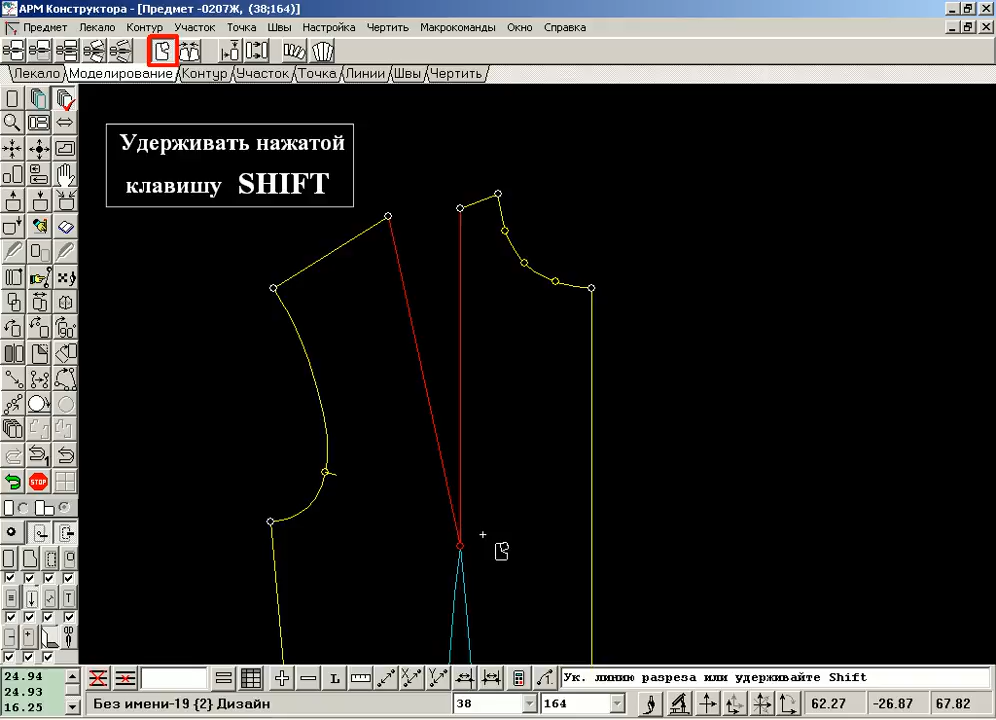 АРМ Конструктора - [Предмет -0207Ж, (38;164)]
Предмет Лекало Контур Участок Точка Швы Настройка Чертить Макрокоманды Окно Справка
Лекало Моделирование Контур Участок Точка Линии Швы Чертить
Удерживать нажатой
клавишу SHIFT
STOP
24.94
24.93
16.25
L
Ук. линию разреза или удерживайте Shift
Без имени-19 {2} Дизайн
38
164
62.27
-26.87
67.82